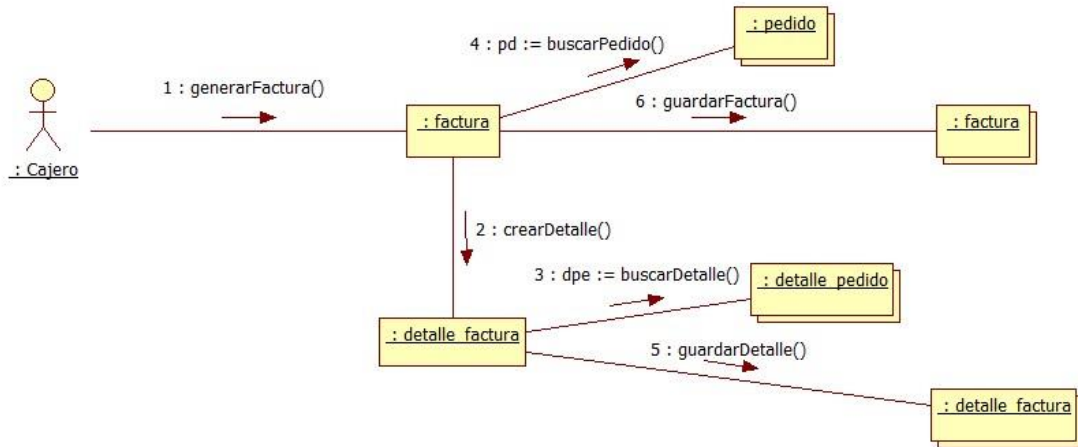 : pedido
4 : pd := buscarPedido()
1 : generarFactura()
6 : guardarFactura()
: factura
: factura
: Cajero
2 : crearDetalle()
3 : dpe := buscarDetalle()
: detalle_pedido
: detalle_factura
5 : guardarDetalle()
: detalle_factura